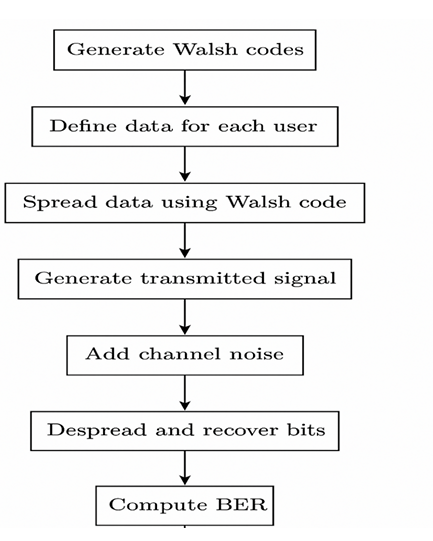 Generate Walsh codes
Define data for each user
Spread data using Walsh code
Generate transmitted signal
Add channel noise
Despread and recover bits
Compute BER